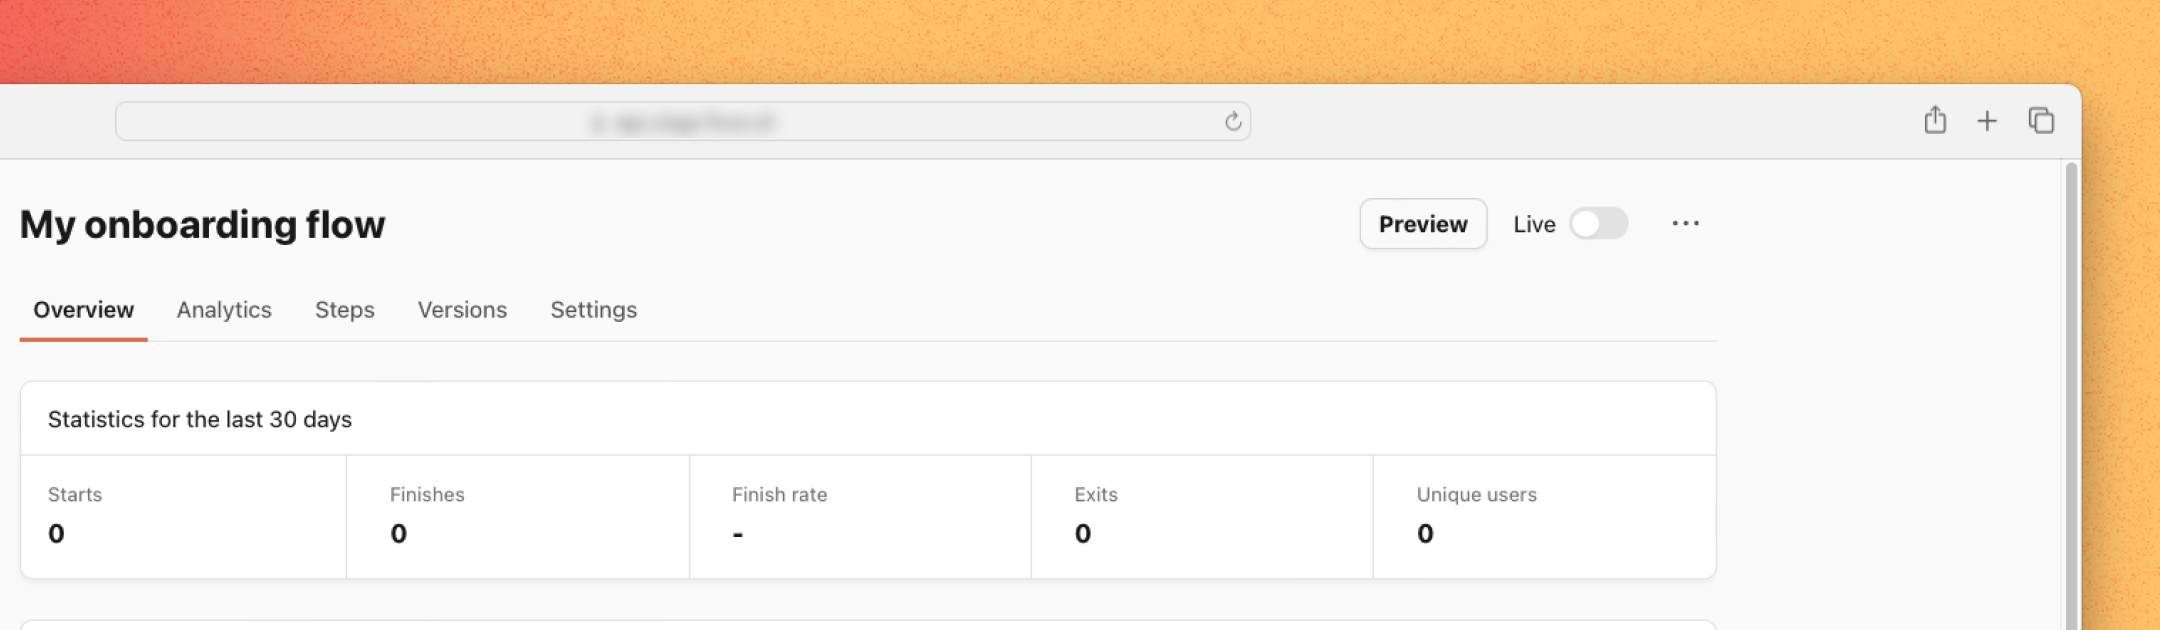 My onboarding flow
Preview
Live
Overview
Analytics
Steps
Versions
Settings
Statistics for the last 30 days
Starts
Finishes
Finish rate
Exits
Unique users
0
0
-
0
0